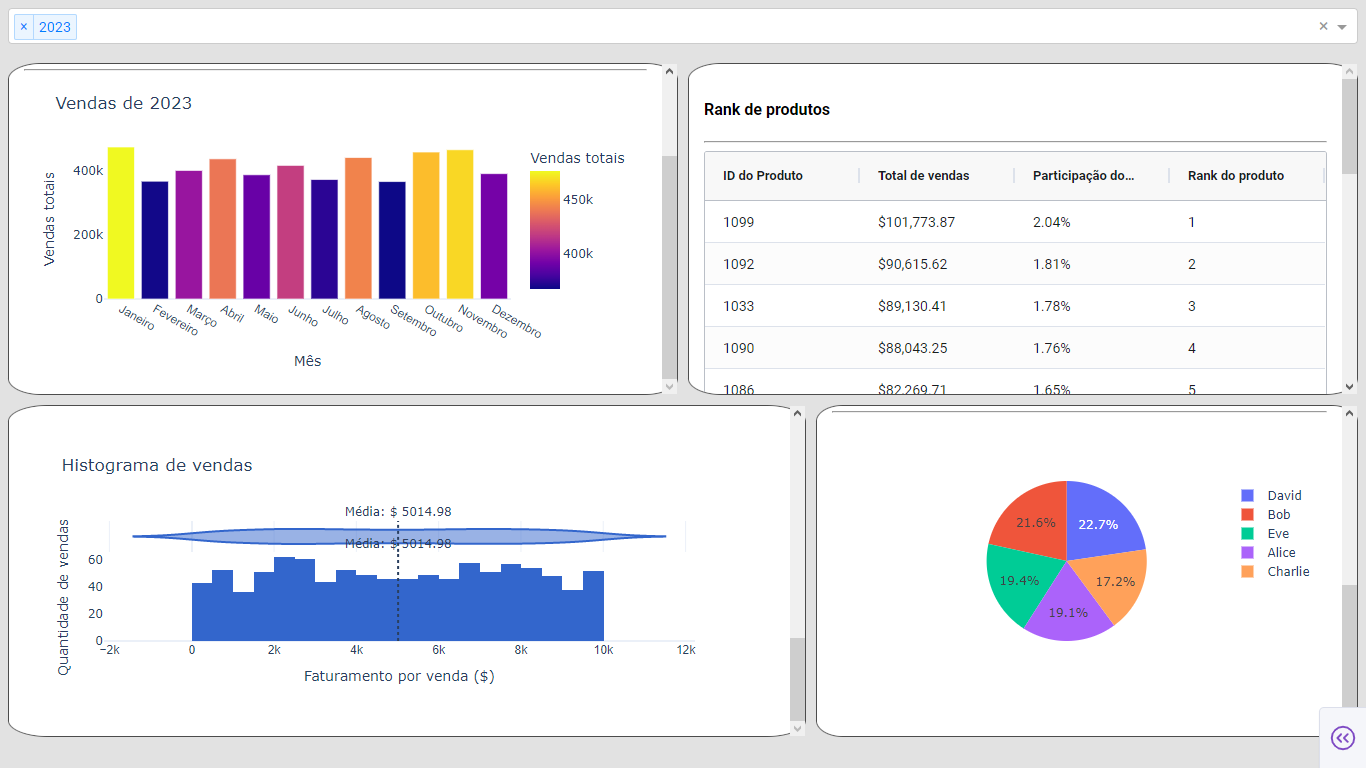 × 2023
Vendas de 2023
Vendas totais
400k
200k
0
Janeiro
Fevereiro
Março
Abril
Maio
Junho
Julho
Agosto
Setembro
Outubro
Novembro
Dezembro
Mês
Vendas totais
450k
400k
Rank de produtos
ID do Produto Total de vendas Participação do... Rank do produto
1099 $101,773.87 2.04% 1
1092 $90,615.62 1.81% 2
1033 $89,130.41 1.78% 3
1090 $88,043.25 1.76% 4
1086 $82,269.71 1.65% 5
Histograma de vendas
Média: $ 5014.98
Média: $ 5014.98
Quantidade de vendas
60
40
20
0
−2k 0 2k 4k 6k 8k 10k 12k
Faturamento por venda ($)
22.7%
21.6%
19.4%
19.1%
17.2%
David
Bob
Eve
Alice
Charlie